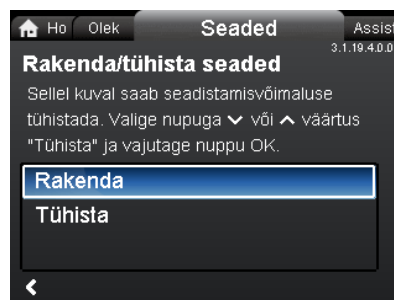 Ho Olek Seaded Assist
3.1.19.4.0.0
Rakenda/tühista seaded
Sellel kuval saab seadistamisvõimaluse
tühistada. Valige nupuga või väärtus
"Tühista" ja vajutage nuppu OK.
Rakenda
Tühista